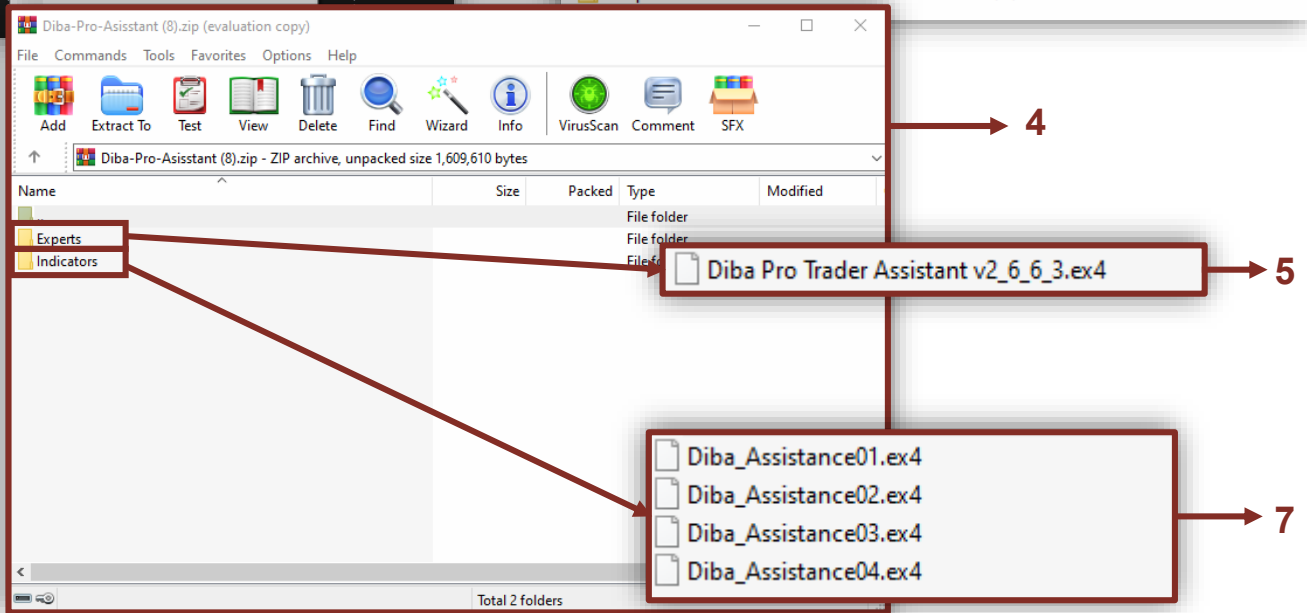 Diba-Pro-Asisstant (8).zip (evaluation copy)
File Commands Tools Favorites Options Help
Add Extract To Test View Delete Find Wizard Info VirusScan Comment SFX
4
Diba-Pro-Asisstant (8).zip - ZIP archive, unpacked size 1,609,610 bytes
Name Size Packed Type Modified
.. File folder
Experts File folder
Indicators
Diba Pro Trader Assistant v2_6_6_3.ex4
5
Diba_Assistance01.ex4
Diba_Assistance02.ex4
Diba_Assistance03.ex4
Diba_Assistance04.ex4
7
Total 2 folders